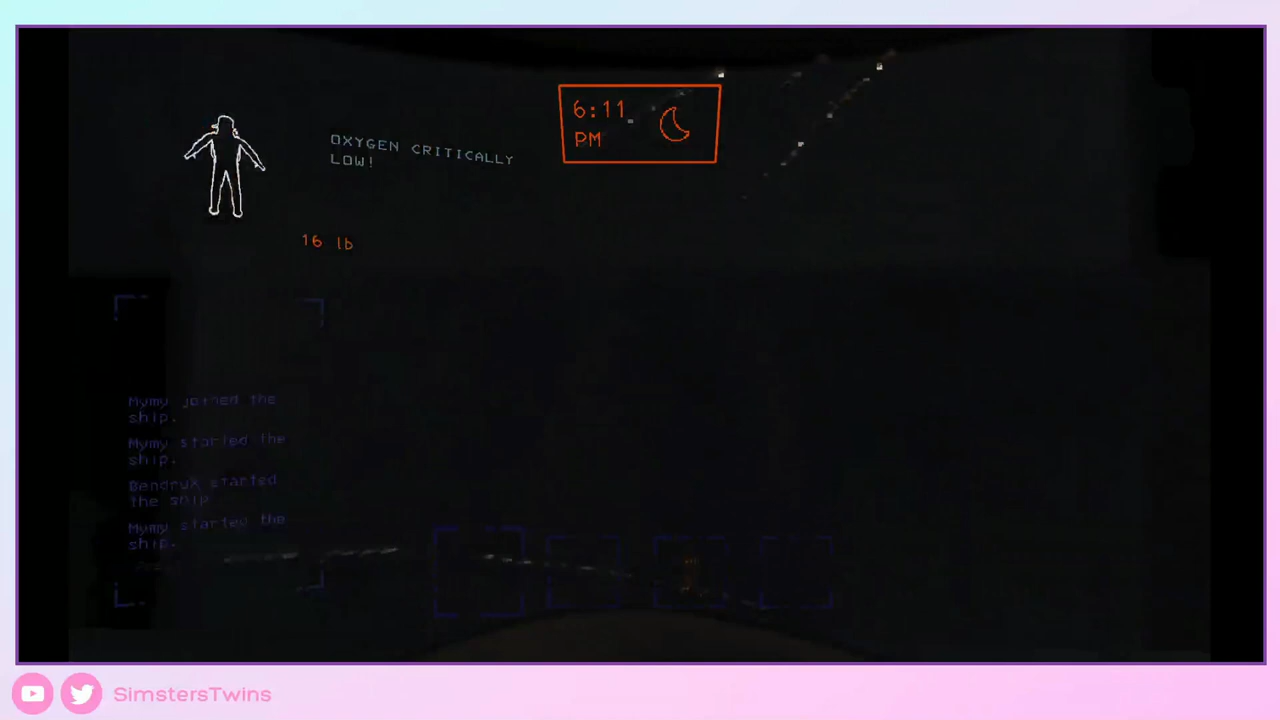 6:11
PM
OXYGEN CRITICALLY
LOW!
16 lb
Mymy joined the
ship.
Mymy started the
ship.
Bendrux started
the ship
Mymy started the
ship.
SimstersTwins